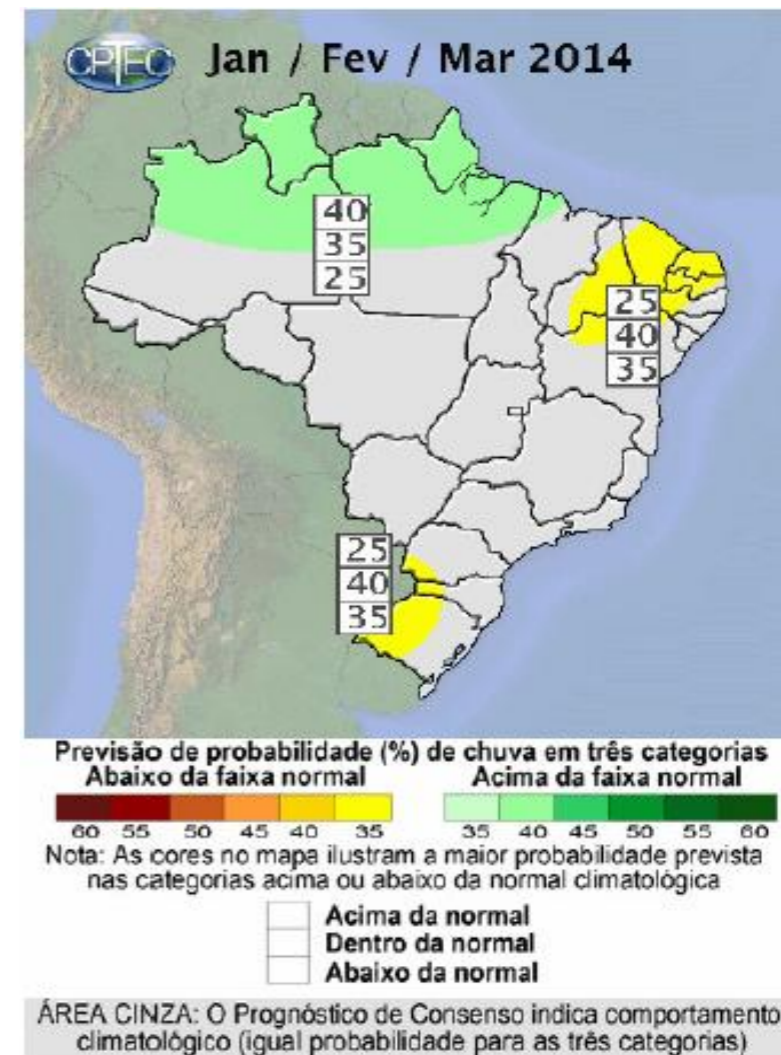 CPTEC Jan / Fev / Mar 2014
40
35
25
25
40
35
25
40
35
Previsão de probabilidade (%) de chuva em três categorias
Abaixo da faixa normal Acima da faixa normal
60 55 50 45 40 35 35 40 45 50 55 60
Nota: As cores no mapa ilustram a maior probabilidade prevista
nas categorias acima ou abaixo da normal climatológica
Acima da normal
Dentro da normal
Abaixo da normal
ÁREA CINZA: O Prognóstico de Consenso indica comportamento
climatológico (igual probabilidade para as três categorias)